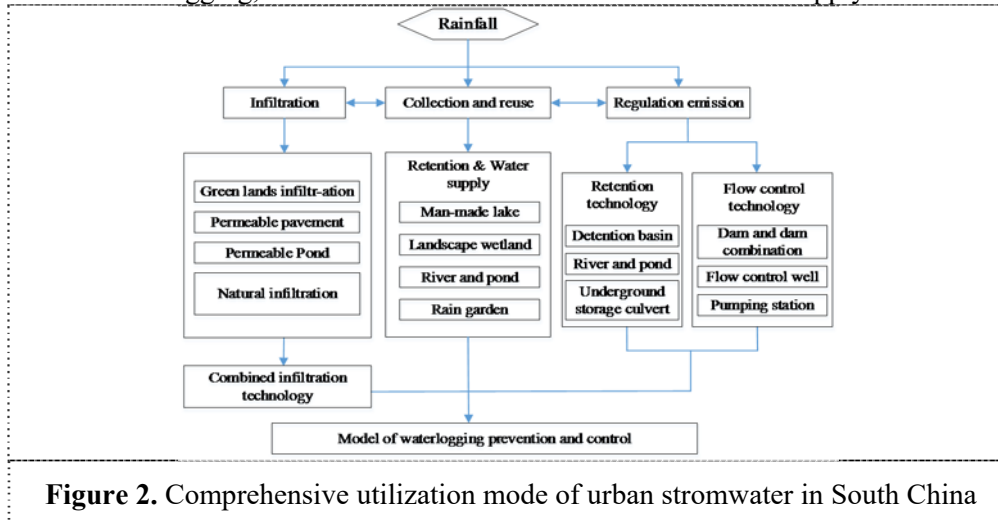 Rainfall
Infiltration
Collection and reuse
Regulation emission
Green lands infiltr-ation
Permeable pavement
Permeable Pond
Natural infiltration
Retention & Water
supply
Man-made lake
Landscape wetland
River and pond
Rain garden
Retention
technology
Detention basin
River and pond
Underground
storage culvert
Flow control
technology
Dam and dam
combination
Flow control well
Pumping station
Combined infiltration
technology
Model of waterlogging prevention and control
Figure 2. Comprehensive utilization mode of urban stromwater in South China